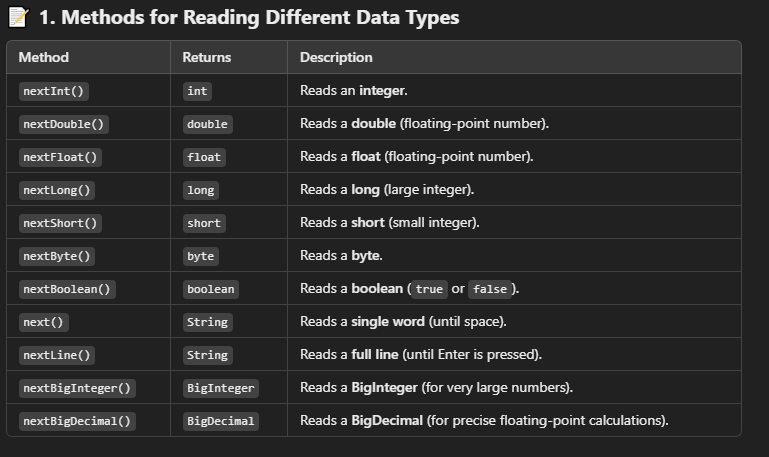 📝 1. Methods for Reading Different Data Types
Method Returns Description
nextInt() int Reads an integer.
nextDouble() double Reads a double (floating-point number).
nextFloat() float Reads a float (floating-point number).
nextLong() long Reads a long (large integer).
nextShort() short Reads a short (small integer).
nextByte() byte Reads a byte.
nextBoolean() boolean Reads a boolean (true or false).
next() String Reads a single word (until space).
nextLine() String Reads a full line (until Enter is pressed).
nextBigInteger() BigInteger Reads a BigInteger (for very large numbers).
nextBigDecimal() BigDecimal Reads a BigDecimal (for precise floating-point calculations).